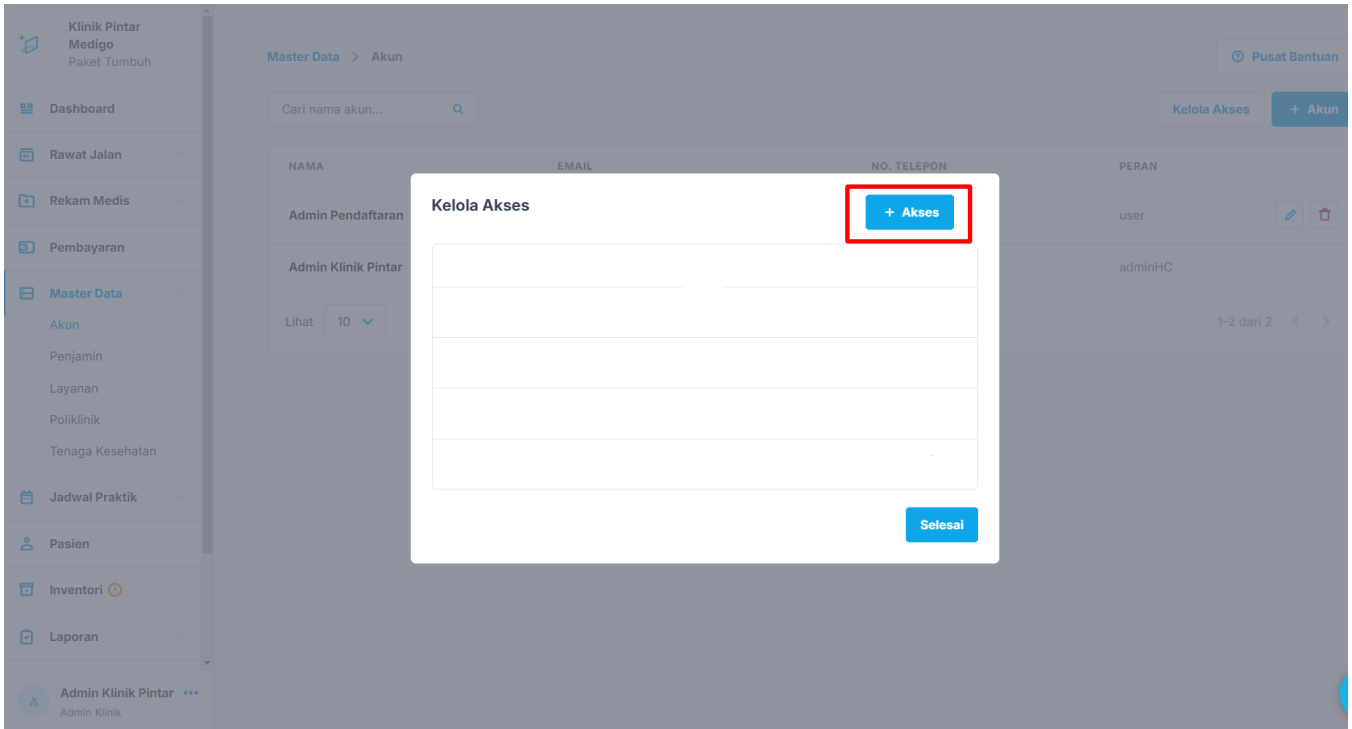 Klinik Pintar
Medigo
Paket Tumbuh
Master Data > Akun
Pusat Bantuan
Dashboard
Cari nama akun...
Kelola Akses
+ Akun
Rawat Jalan
NAMA EMAIL NO. TELEPON PERAN
Rekam Medis
Kelola Akses
+ Akses
Admin Pendaftaran
user
Pembayaran
Admin Klinik Pintar
adminHC
Master Data
Akun
Lihat 10
1-2 dari 2 < >
Penjamin
Layanan
Poliklinik
Tenaga Kesehatan
Jadwal Praktik
Selesai
Pasien
Inventori
Laporan
Admin Klinik Pintar
Admin Klinik